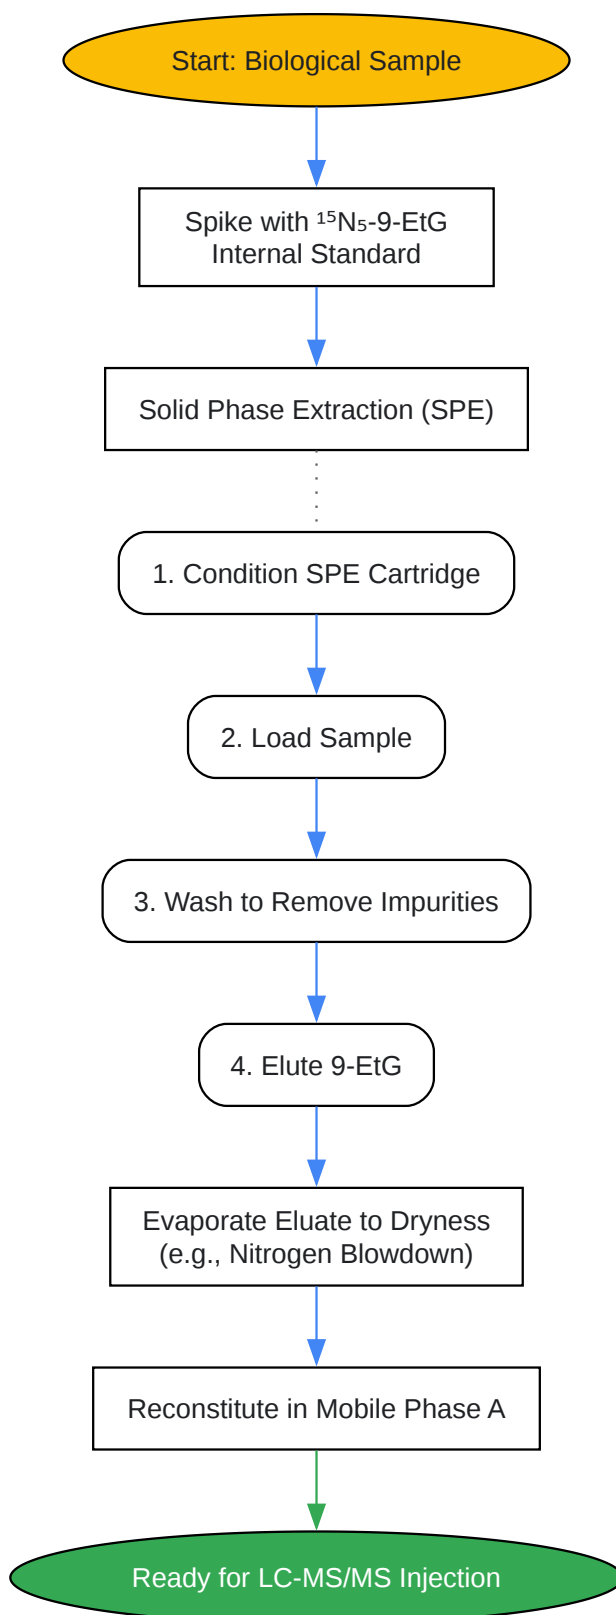 Start: Biological Sample
Spike with ¹⁵N₅-9-EtG
Internal Standard
Solid Phase Extraction (SPE)
1. Condition SPE Cartridge
2. Load Sample
3. Wash to Remove Impurities
4. Elute 9-EtG
Evaporate Eluate to Dryness
(e.g., Nitrogen Blowdown)
Reconstitute in Mobile Phase A
Ready for LC-MS/MS Injection